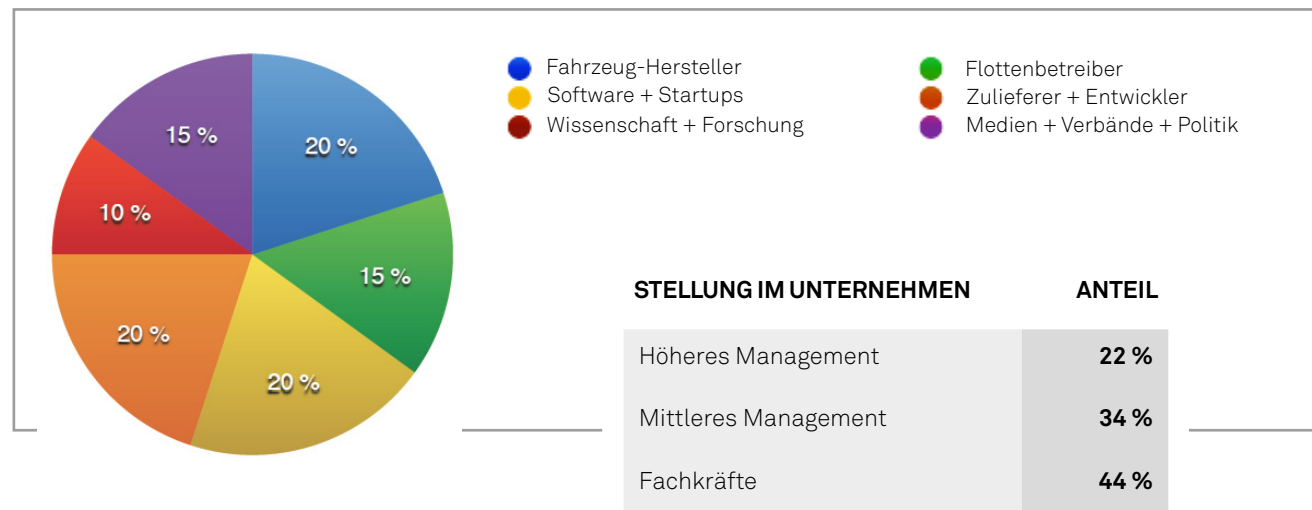 Fahrzeug-Hersteller
Software + Startups
Wissenschaft + Forschung
Flottenbetreiber
Zulieferer + Entwickler
Medien + Verbände + Politik
15 %
20 %
10 %
15 %
20 %
20 %
STELLUNG IM UNTERNEHMEN ANTEIL
Höheres Management 22 %
Mittleres Management 34 %
Fachkräfte 44 %